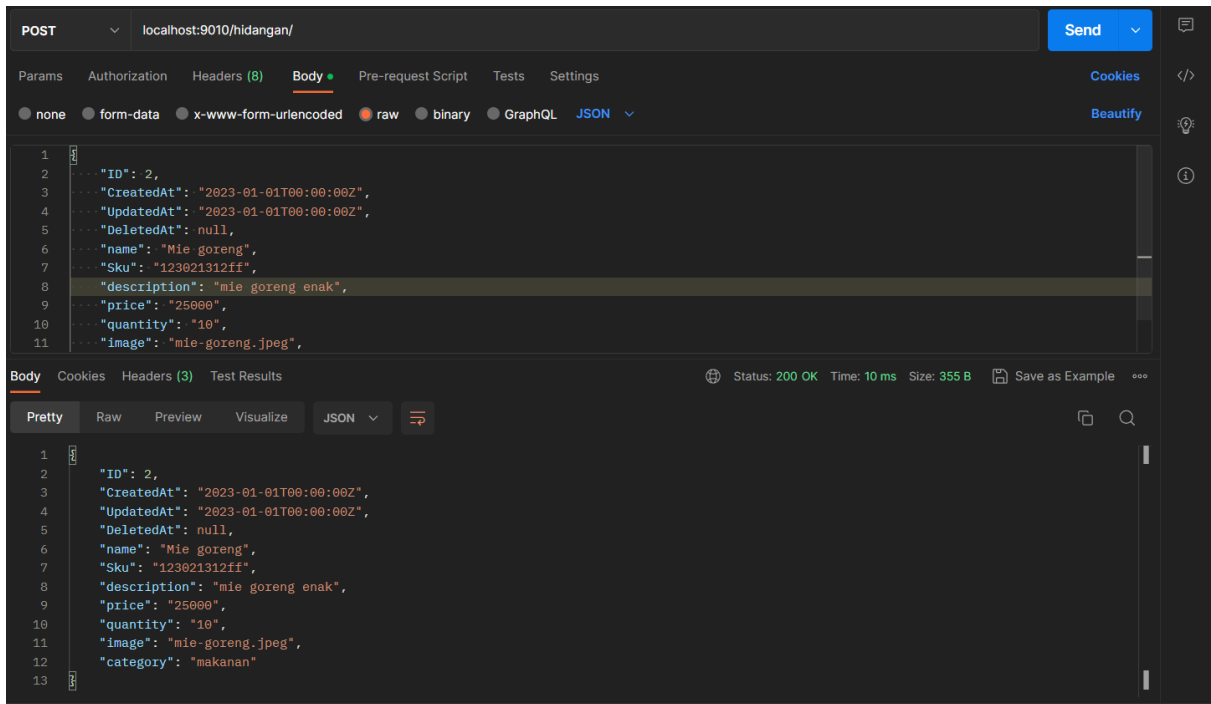 POST localhost:9010/hidangan/ Send
Params Authorization Headers (8) Body Pre-request Script Tests Settings Cookies
none form-data x-www-form-urlencoded raw binary GraphQL JSON Beautify
1 {
2 "ID": 2,
3 "CreatedAt": "2023-01-01T00:00:00Z",
4 "UpdatedAt": "2023-01-01T00:00:00Z",
5 "DeletedAt": null,
6 "name": "Mie goreng",
7 "Sku": "123021312ff",
8 "description": "mie goreng enak",
9 "price": "25000",
10 "quantity": "10",
11 "image": "mie-goreng.jpeg",
Body Cookies Headers (3) Test Results Status: 200 OK Time: 10 ms Size: 355 B Save as Example
Pretty Raw Preview Visualize JSON
1 {
2 "ID": 2,
3 "CreatedAt": "2023-01-01T00:00:00Z",
4 "UpdatedAt": "2023-01-01T00:00:00Z",
5 "DeletedAt": null,
6 "name": "Mie goreng",
7 "Sku": "123021312ff",
8 "description": "mie goreng enak",
9 "price": "25000",
10 "quantity": "10",
11 "image": "mie-goreng.jpeg",
12 "category": "makanan"
13 }